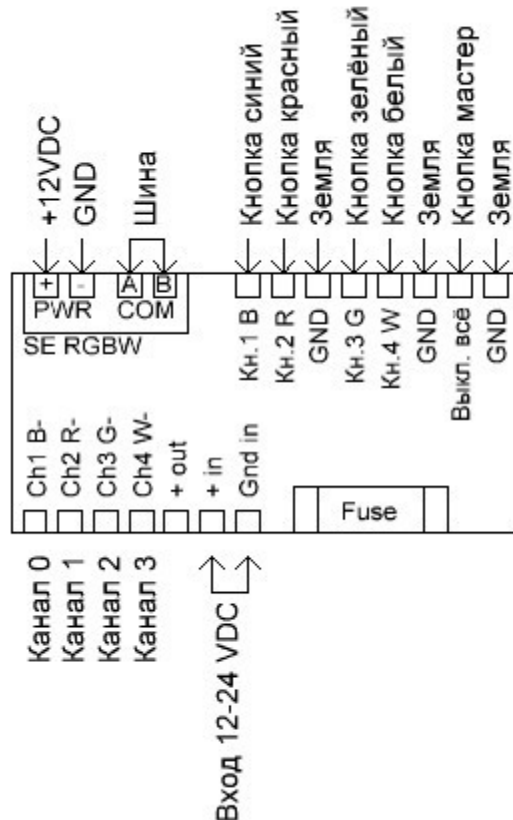 +12VDC
GND
Шина
Кнопка синий
Кнопка красный
Земля
Кнопка зелёный
Кнопка белый
Земля
Кнопка мастер
Земля
+
-
A
B
PWR
COM
SE RGBW
Кн.1 B
Кн.2 R
GND
Кн.3 G
Кн.4 W
GND
Выкл. всё
GND
Ch1 B-
Ch2 R-
Ch3 G-
Ch4 W-
+ out
+ in
Gnd in
Fuse
Канал 0
Канал 1
Канал 2
Канал 3
Вход 12-24 VDC